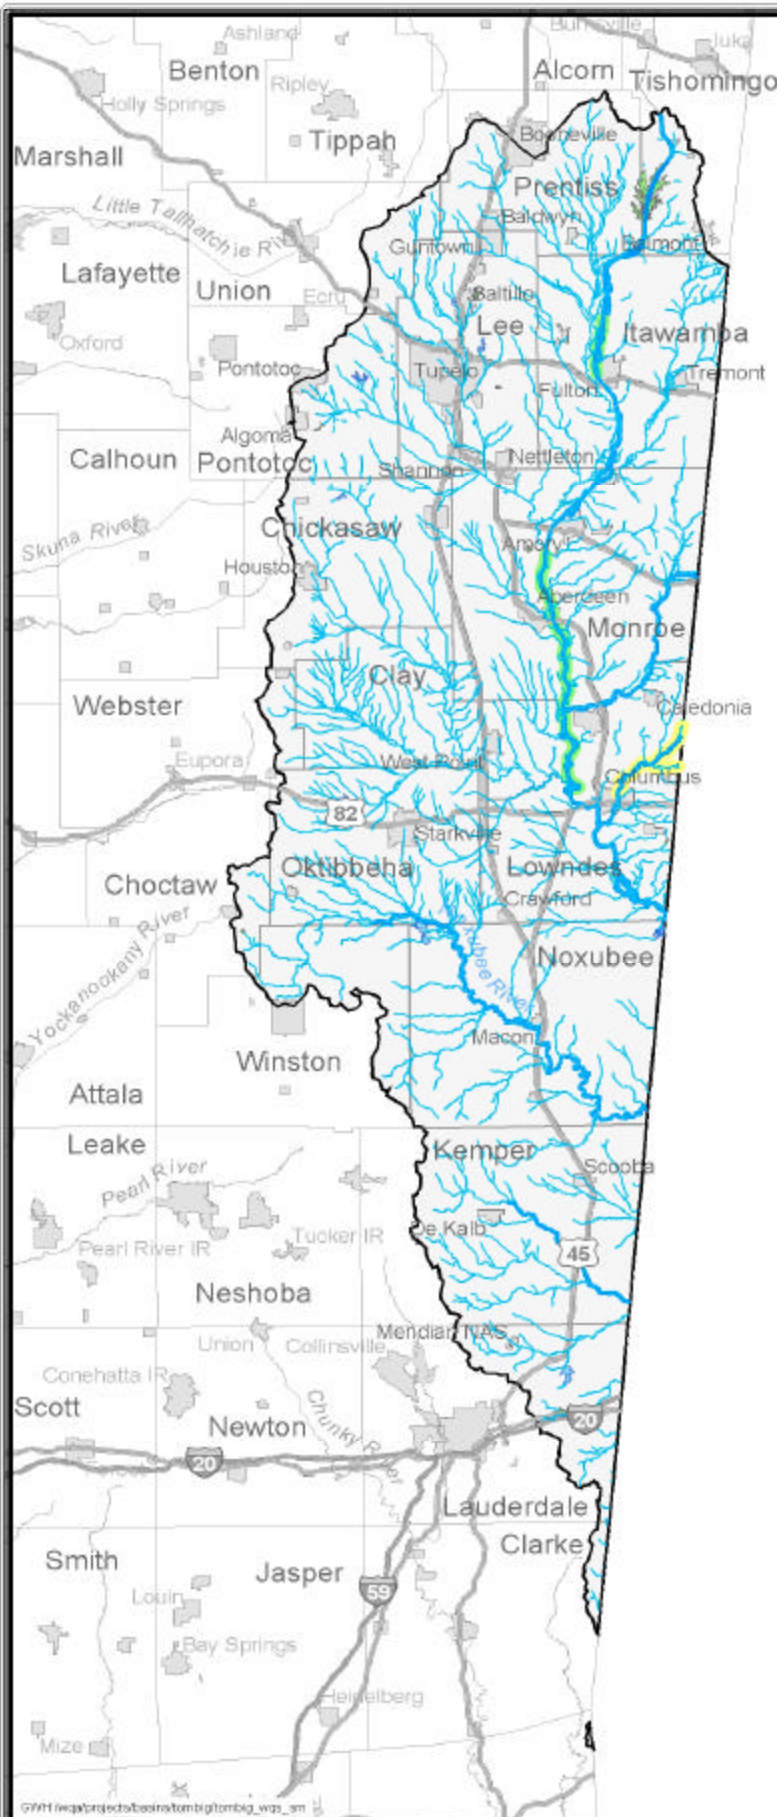 Ashland
Burnsville
Iuka
Benton
Alcorn
Tishomingo
Ripley
Holly Springs
Booneville
Tippah
Marshall
Prentiss
Baldwyn
Little Tallhatchie River
Guntown
Belmont
Lafayette
Union
Ecru
Saltillo
Lee
Itawamba
Oxford
Pontotoc
Tupelo
Tremont
Fulton
Algoma
Calhoun
Pontotoc
Shannon
Nettleton
Skuna River
Chickasaw
Amory
Houston
Aberdeen
Monroe
Clay
Webster
Caledonia
Eupora
West Point
Columbus
82
Starkville
Oktibbeha
Lowndes
Choctaw
Crawford
Yockanookany River
Noxubee River
Noxubee
Macon
Winston
Attala
Leake
Kemper
Pearl River
Scooba
De Kalb
Tucker IR
Pearl River IR
45
Neshoba
Meridian NAS
Union
Collinsville
Conehatta IR
Scott
Chunky River
Newton
20
20
Lauderdale
Clarke
Smith
Jasper
59
Louin
Bay Springs
Heidelberg
Mize